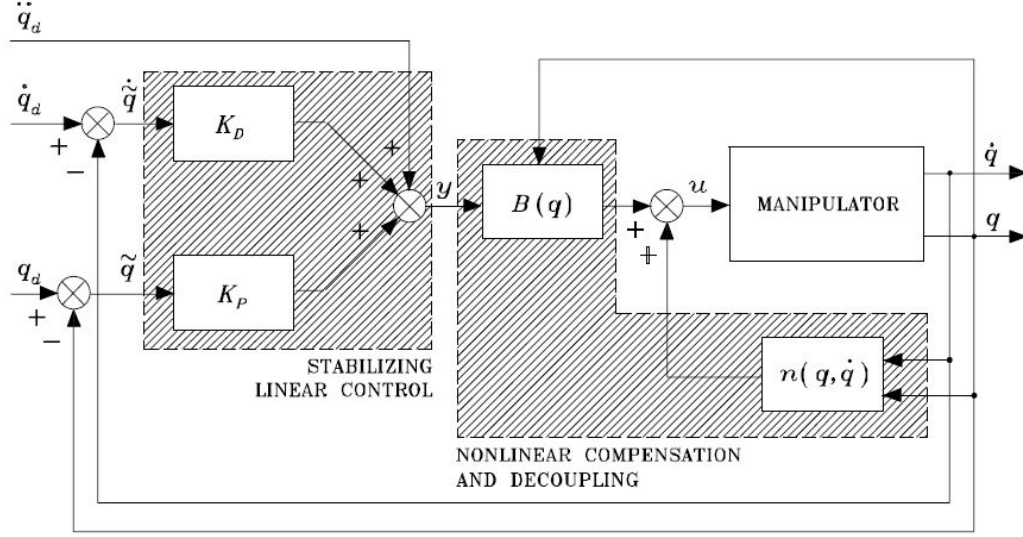 q̈_d
q̇_d
+
−
q̃̇
K_D
+
+
+
y
B(q)
+
+
u
MANIPULATOR
q̇
q
q_d
+
−
q̃
K_P
n(q, q̇)
STABILIZING
LINEAR CONTROL
NONLINEAR COMPENSATION
AND DECOUPLING